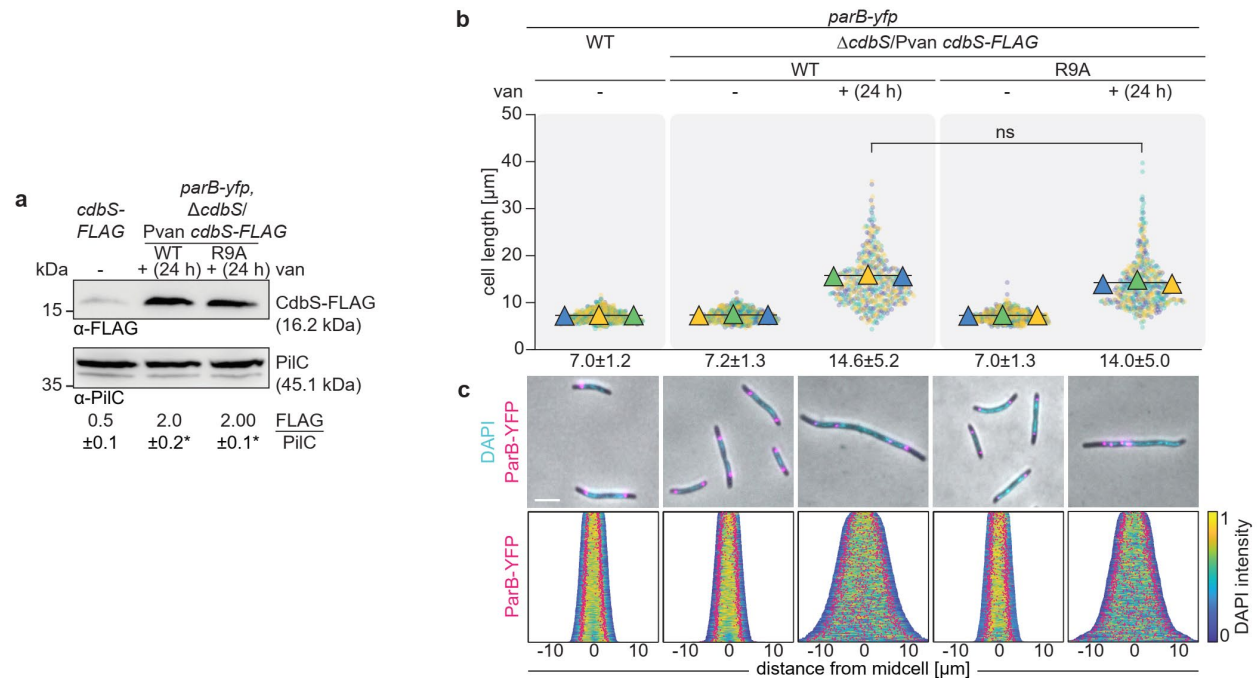 a
cdbS-
FLAG
parB-yfp,
ΔcdbS/
Pvan cdbS-FLAG
WT R9A
kDa - + (24 h) + (24 h) van
15
CdbS-FLAG
(16.2 kDa)
α-FLAG
PilC
(45.1 kDa)
35
α-PilC
0.5 2.0 2.00 FLAG
±0.1 ±0.2* ±0.1* PilC
b
parB-yfp
WT ΔcdbS/Pvan cdbS-FLAG
WT R9A
van - - + (24 h) - + (24 h)
cell length [µm]
50
40
30
20
10
0
ns
7.0±1.2 7.2±1.3 14.6±5.2 7.0±1.3 14.0±5.0
c
DAPI
ParB-YFP
ParB-YFP
1
0
DAPI intensity
-10 0 10 -10 0 10 -10 0 10 -10 0 10 -10 0 10
distance from midcell [µm]